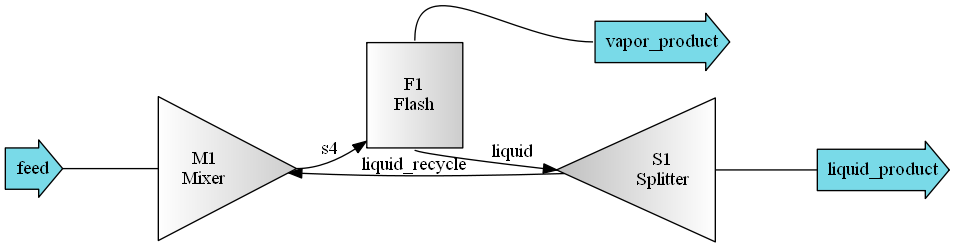 vapor_product
F1
Flash
s4
liquid
liquid_recycle
feed
M1
Mixer
S1
Splitter
liquid_product